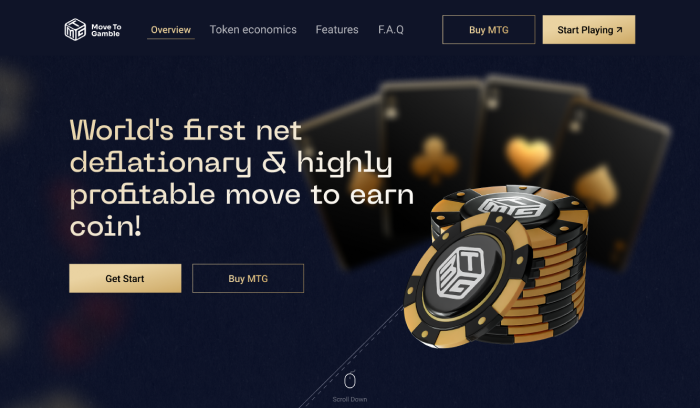 Move To
Gamble
Overview
Token economics
Features
F.A.Q
Buy MTG
Start Playing
World's first net
deflationary & highly
profitable move to earn
coin!
Get Start
Buy MTG
MTG
MTG
Scroll Down